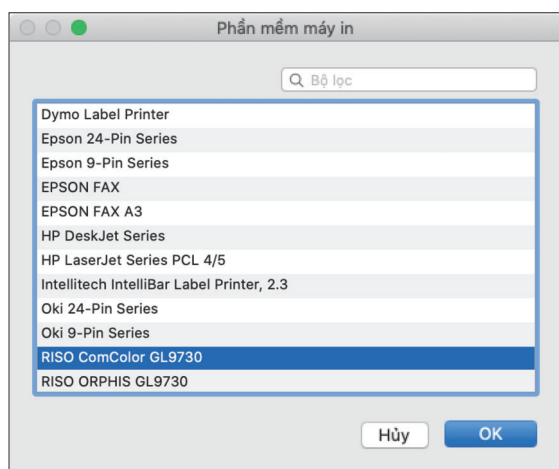 Phần mềm máy in
Bộ lọc
Dymo Label Printer
Epson 24-Pin Series
Epson 9-Pin Series
EPSON FAX
EPSON FAX A3
HP DeskJet Series
HP LaserJet Series PCL 4/5
Intellitech IntelliBar Label Printer, 2.3
Oki 24-Pin Series
Oki 9-Pin Series
RISO ComColor GL9730
RISO ORPHIS GL9730
Hủy OK